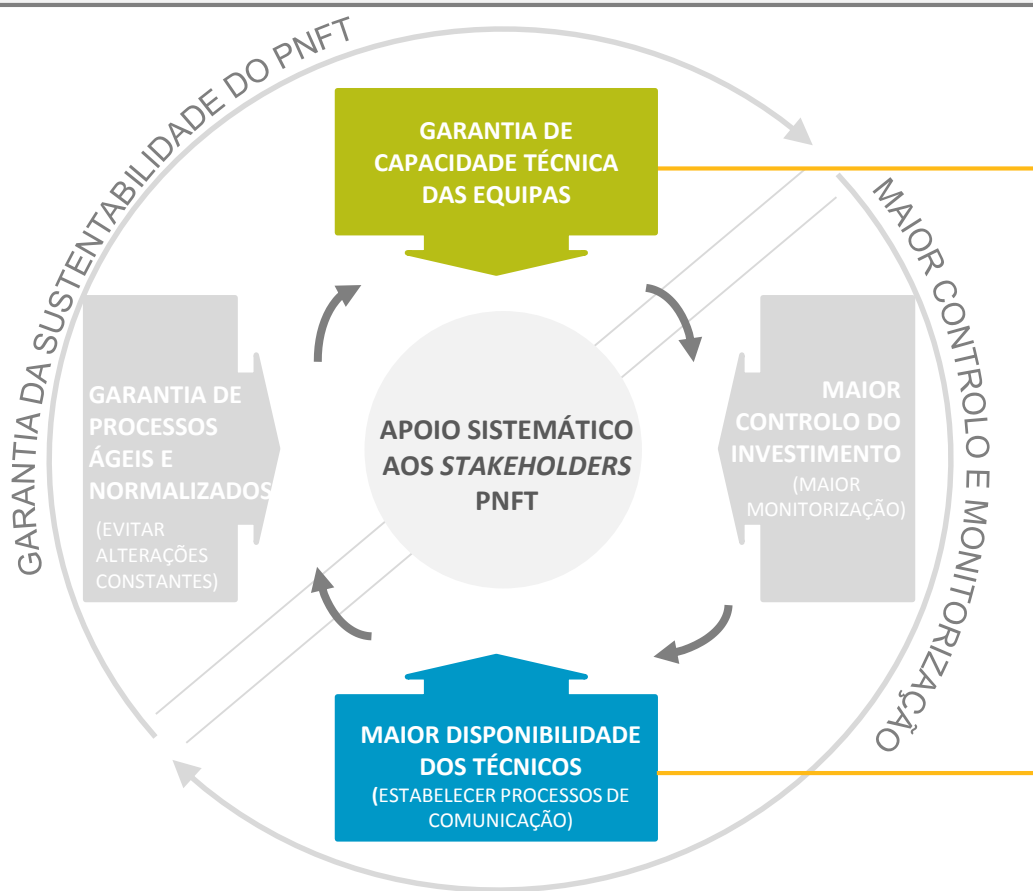 GARANTIA DA SUSTENTABILIDADE DO PNFT
GARANTIA DE
CAPACIDADE TÉCNICA
DAS EQUIPAS
MAIOR CONTROLO E MONITORIZAÇÃO
GARANTIA DE
PROCESSOS
ÁGEIS E
NORMALIZADOS
(EVITAR
ALTERAÇÕES
CONSTANTES)
APOIO SISTEMÁTICO
AOS STAKEHOLDERS
PNFT
MAIOR
CONTROLO DO
INVESTIMENTO
(MAIOR
MONITORIZAÇÃO)
MAIOR DISPONIBILIDADE
DOS TÉCNICOS
(ESTABELECER PROCESSOS DE
COMUNICAÇÃO)